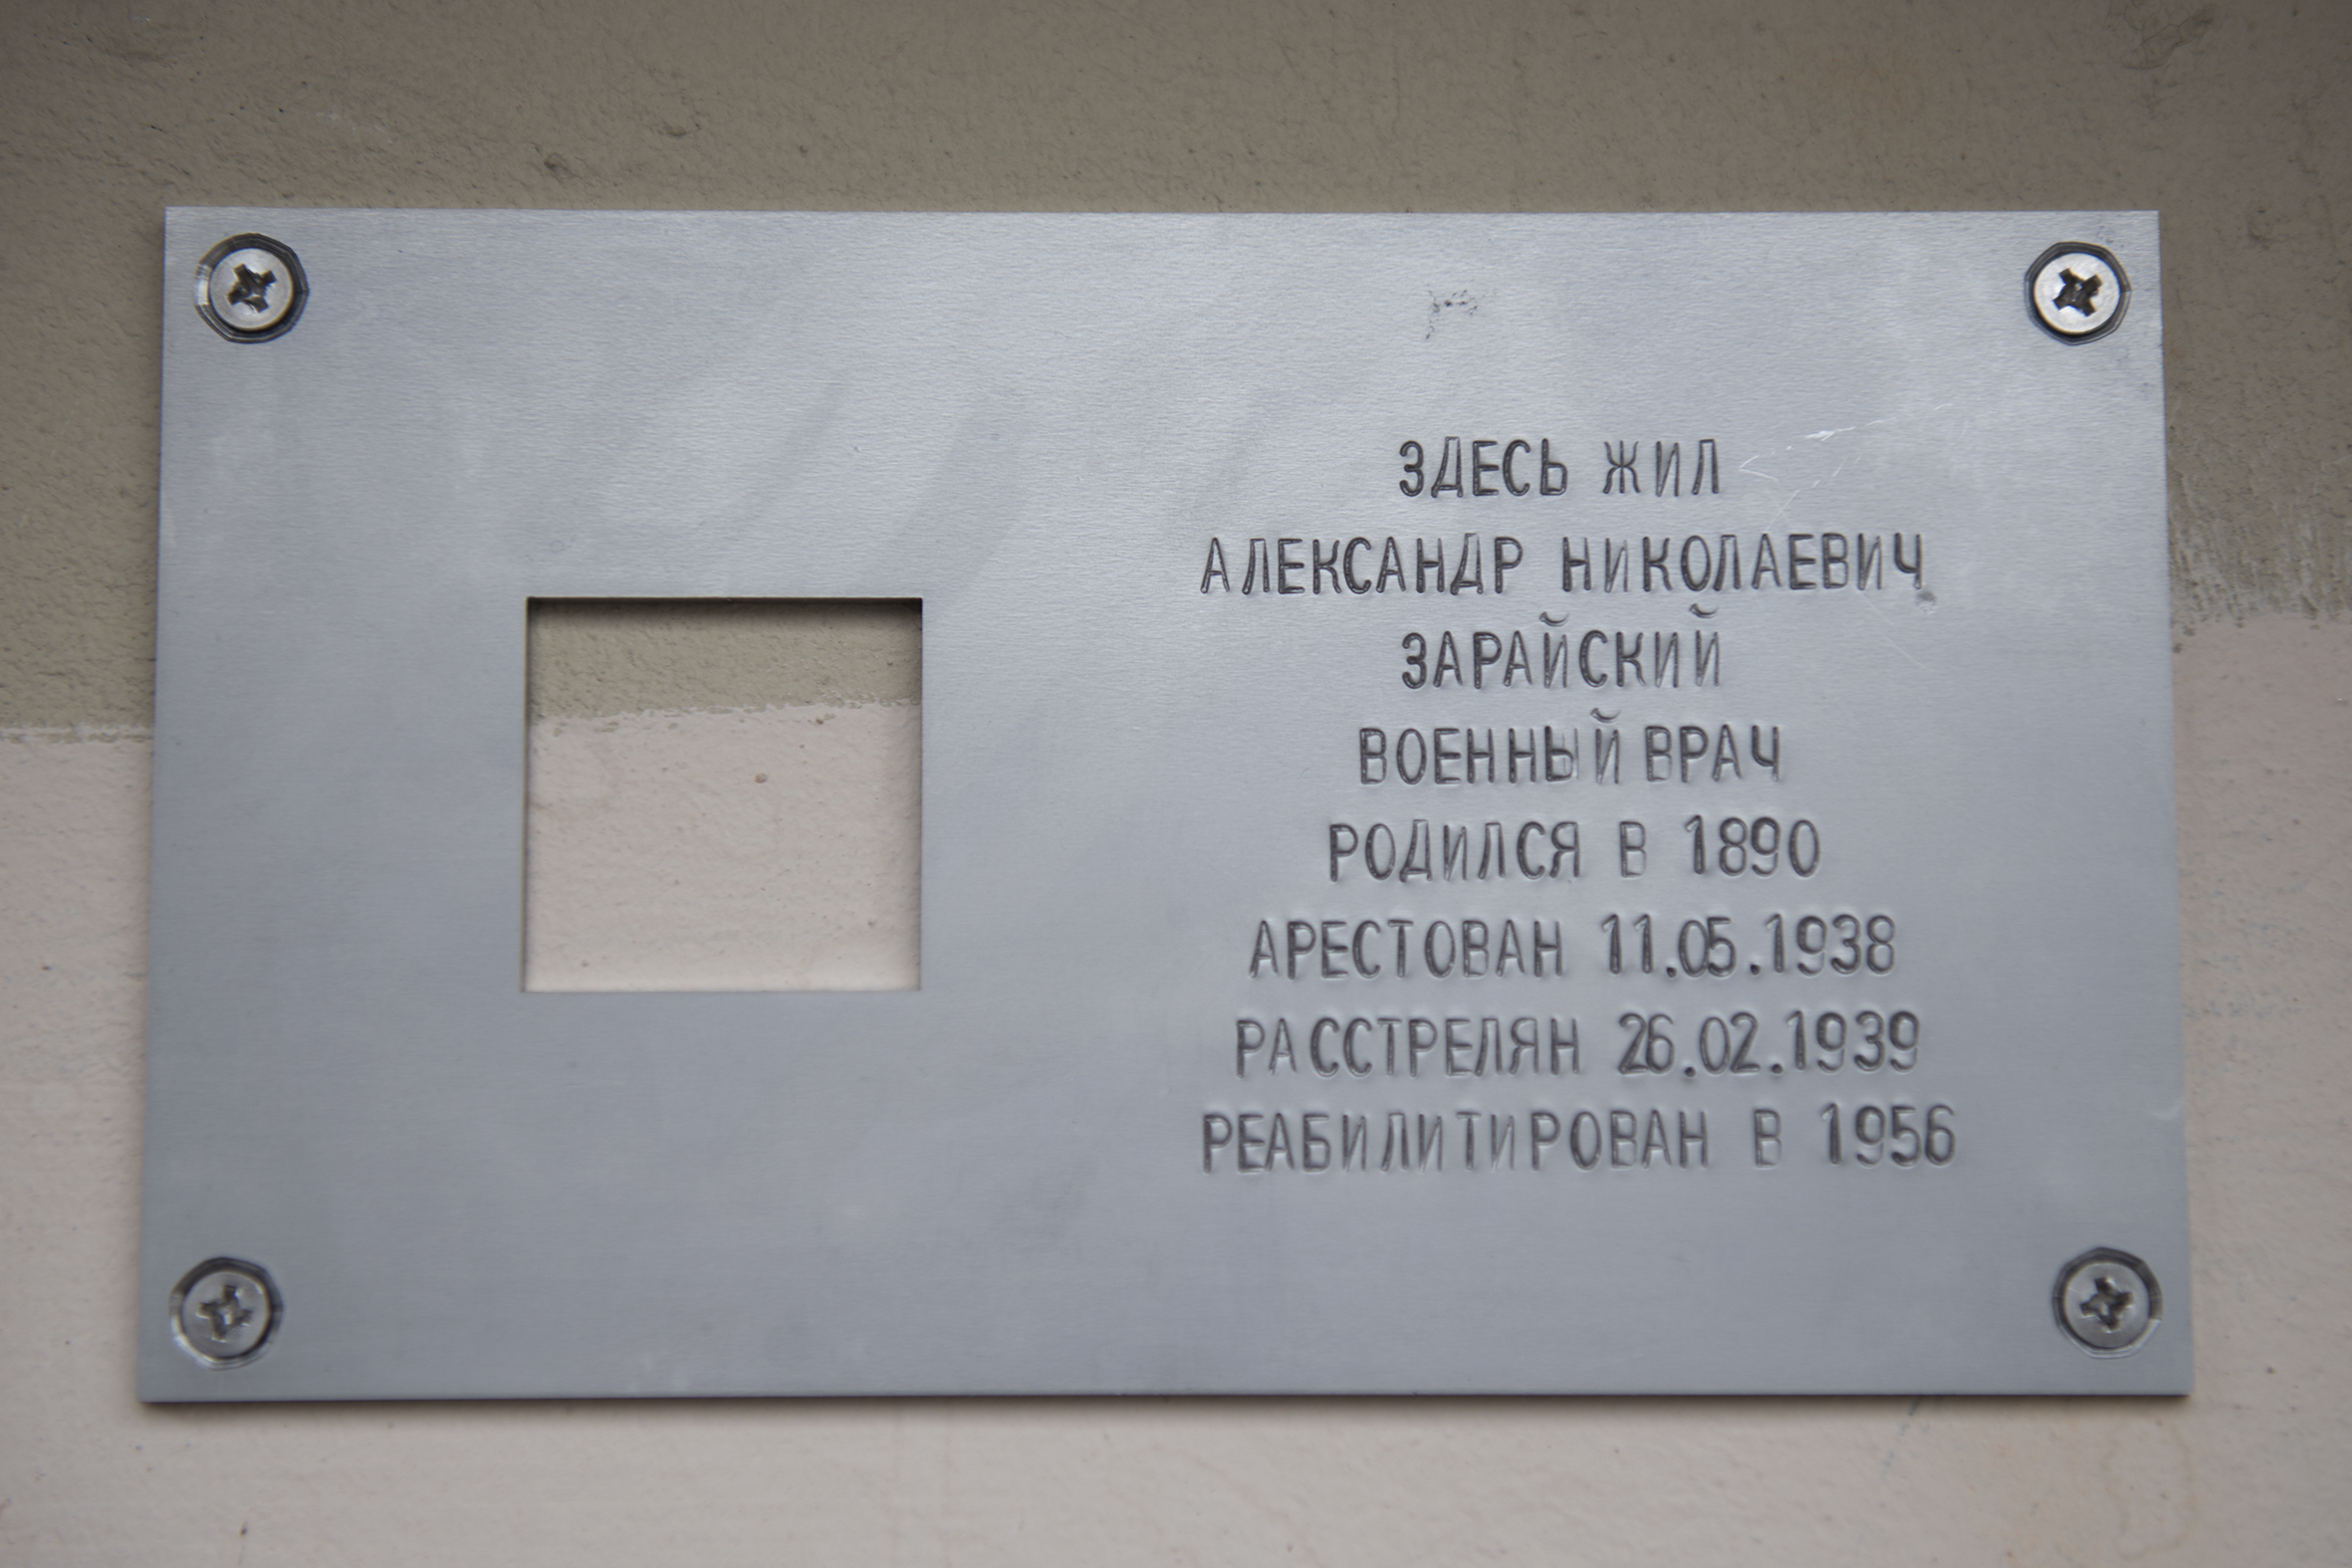 ЗДЕСЬ ЖИЛ
АЛЕКСАНДР НИКОЛАЕВИЧ
ЗАРАЙСКИЙ
ВОЕННЫЙ ВРАЧ
РОДИЛСЯ В 1890
АРЕСТОВАН 11.05.1938
РАССТРЕЛЯН 26.02.1939
РЕАБИЛИТИРОВАН В 1956